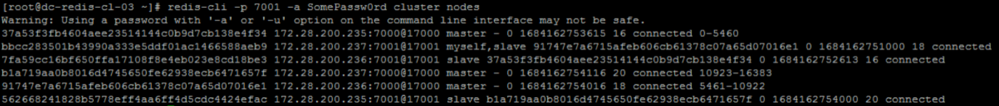 [root@dc-redis-cl-03 ~]# redis-cli -p 7001 -a SomePassw0rd cluster nodes
Warning: Using a password with '-a' or '-u' option on the command line interface may not be safe.
37a53f3fb4604aee23514144c0b9d7cb138e4f34 172.28.200.235:7000@17000 master - 0 1684162753615 16 connected 0-5460
bbcc283501b43990a333e5ddf01ac1466588aeb9 172.28.200.237:7001@17001 myself,slave 91747e7a6715afeb606cb61378c07a65d07016e1 0 1684162751000 18 connected
7fa59cc16bf650ffa17108f8e4eb023e8cd18be3 172.28.200.236:7001@17001 slave 37a53f3fb4604aee23514144c0b9d7cb138e4f34 0 1684162752613 16 connected
b1a719aa0b8016d4745650fe62938ecb6471657f 172.28.200.237:7000@17000 master - 0 1684162754116 20 connected 10923-16383
91747e7a6715afeb606cb61378c07a65d07016e1 172.28.200.236:7000@17000 master - 0 1684162754016 18 connected 5461-10922
562668241828b5778eff4aa6ff4d5cdc4424efac 172.28.200.235:7001@17001 slave b1a719aa0b8016d4745650fe62938ecb6471657f 0 1684162754000 20 connected